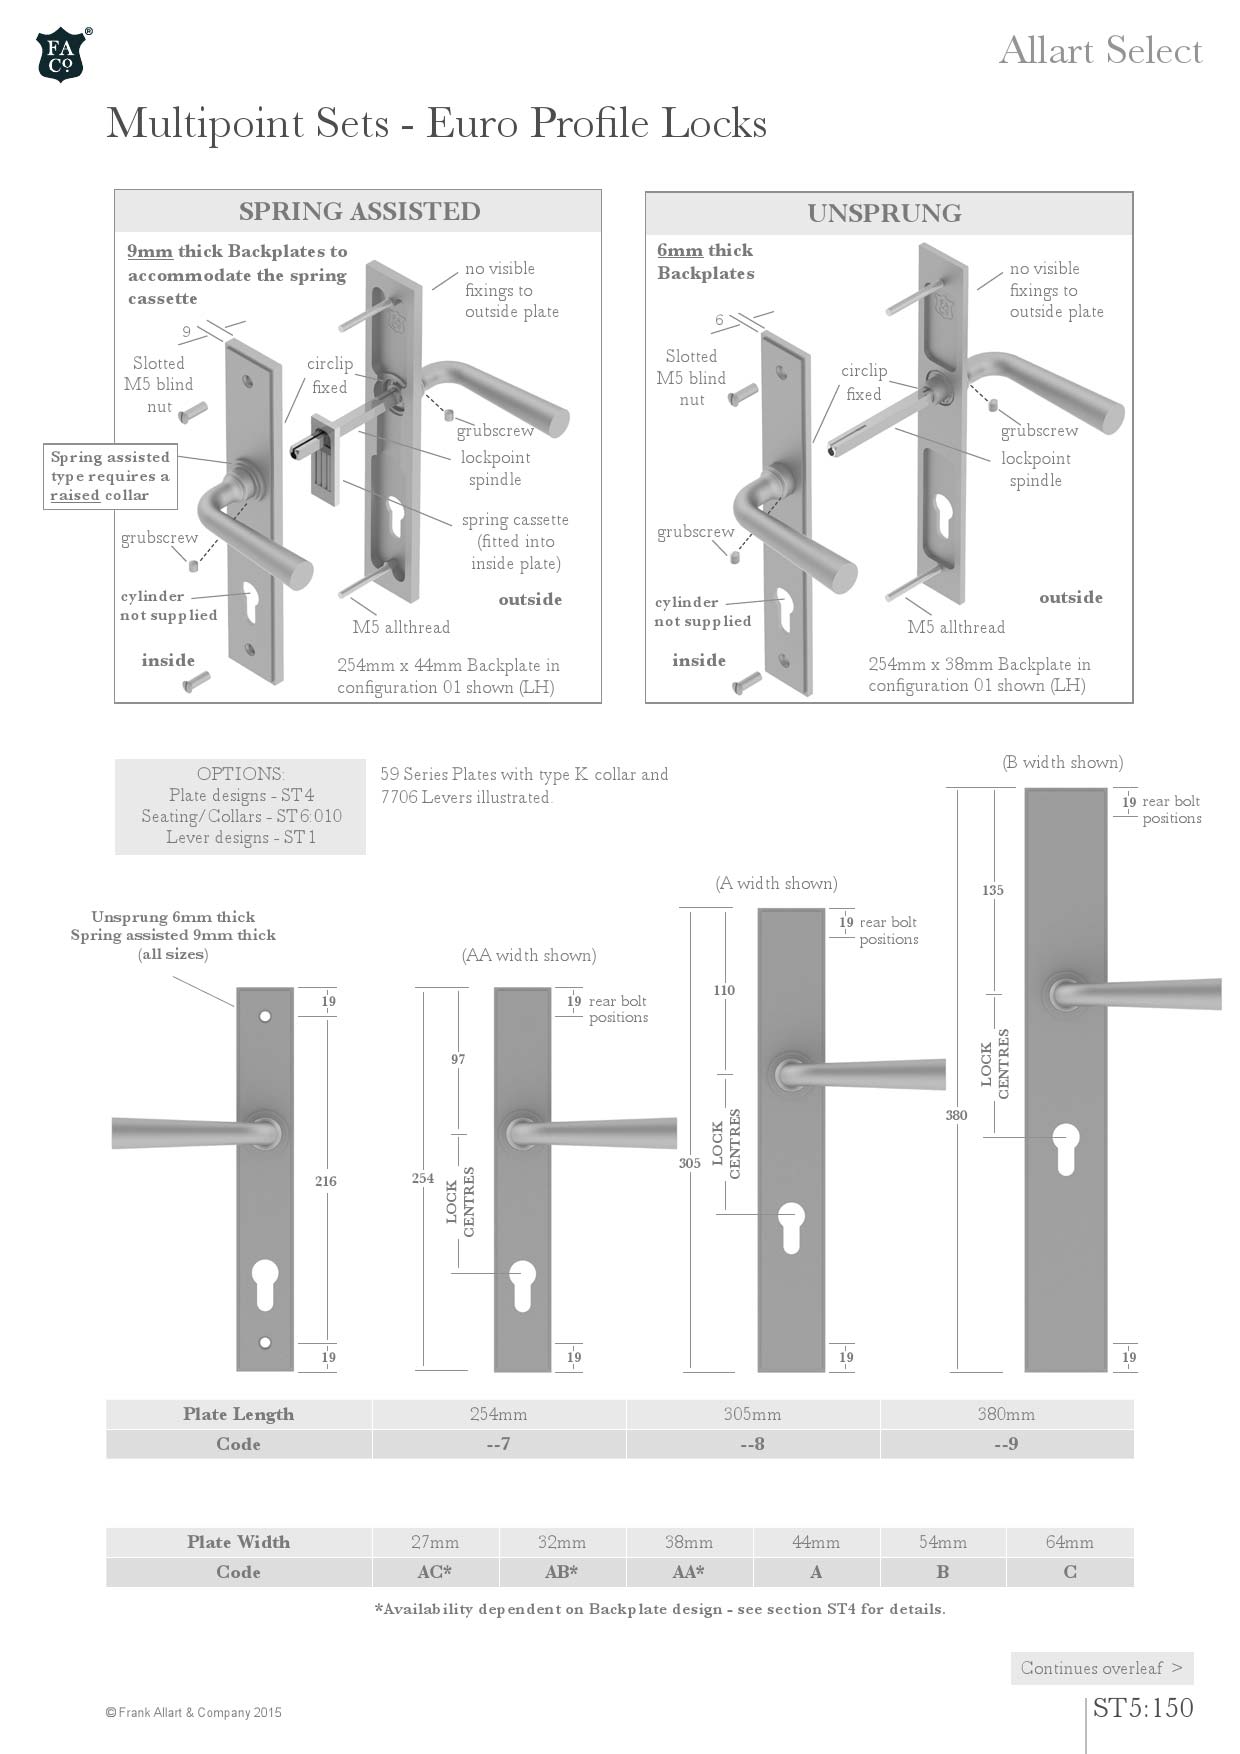 FA
Co.
®
Allart Select
Multipoint Sets - Euro Profile Locks
SPRING ASSISTED
9mm thick Backplates to
accommodate the spring
cassette
9
Slotted
M5 blind
nut
circlip
fixed
no visible
fixings to
outside plate
grubscrew
lockpoint
spindle
Spring assisted
type requires a
raised collar
grubscrew
spring cassette
(fitted into
inside plate)
cylinder
not supplied
outside
M5 allthread
inside
254mm x 44mm Backplate in
configuration 01 shown (LH)
UNSPRUNG
6mm thick
Backplates
6
Slotted
M5 blind
nut
circlip
fixed
no visible
fixings to
outside plate
grubscrew
lockpoint
spindle
grubscrew
cylinder
not supplied
outside
M5 allthread
inside
254mm x 38mm Backplate in
configuration 01 shown (LH)
OPTIONS:
Plate designs - ST4
Seating/Collars - ST6:010
Lever designs - ST1
59 Series Plates with type K collar and
7706 Levers illustrated.
Unsprung 6mm thick
Spring assisted 9mm thick
(all sizes)
19
216
19
(AA width shown)
19 rear bolt
positions
97
254
LOCK
CENTRES
19
(A width shown)
19 rear bolt
positions
110
305
LOCK
CENTRES
19
(B width shown)
19 rear bolt
positions
135
380
LOCK
CENTRES
19
Plate Length 254mm 305mm 380mm
Code --7 --8 --9
Plate Width 27mm 32mm 38mm 44mm 54mm 64mm
Code AC* AB* AA* A B C
*Availability dependent on Backplate design - see section ST4 for details.
Continues overleaf >
© Frank Allart & Company 2015
ST5:150